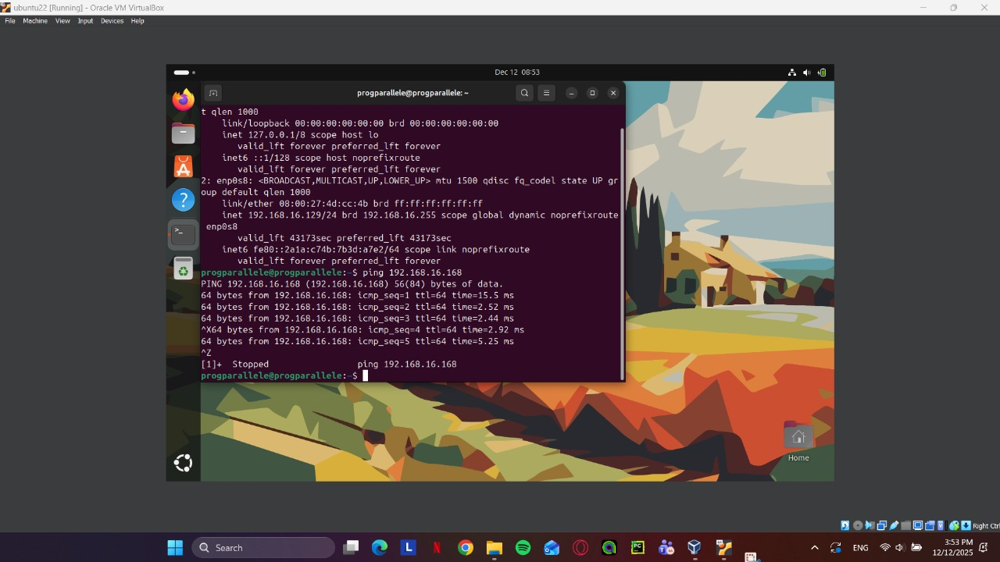 ubuntu22 [Running] - Oracle VM VirtualBox
File Machine View Input Devices Help
Dec 12 08:53
progparallele@progparallele: ~
t qlen 1000
link/loopback 00:00:00:00:00:00 brd 00:00:00:00:00:00
inet 127.0.0.1/8 scope host lo
valid_lft forever preferred_lft forever
inet6 ::1/128 scope host noprefixroute
valid_lft forever preferred_lft forever
2: enp0s8: <BROADCAST,MULTICAST,UP,LOWER_UP> mtu 1500 qdisc fq_codel state UP gr
oup default qlen 1000
link/ether 08:00:27:4d:cc:4b brd ff:ff:ff:ff:ff:ff
inet 192.168.16.129/24 brd 192.168.16.255 scope global dynamic noprefixroute
enp0s8
valid_lft 43173sec preferred_lft 43173sec
inet6 fe80::2a1a:c74b:7b3d:a7e2/64 scope link noprefixroute
valid_lft forever preferred_lft forever
progparallele@progparallele:~$ ping 192.168.16.168
PING 192.168.16.168 (192.168.16.168) 56(84) bytes of data.
64 bytes from 192.168.16.168: icmp_seq=1 ttl=64 time=15.5 ms
64 bytes from 192.168.16.168: icmp_seq=2 ttl=64 time=2.52 ms
64 bytes from 192.168.16.168: icmp_seq=3 ttl=64 time=2.44 ms
^X64 bytes from 192.168.16.168: icmp_seq=4 ttl=64 time=2.92 ms
64 bytes from 192.168.16.168: icmp_seq=5 ttl=64 time=5.25 ms
^Z
[1]+ Stopped ping 192.168.16.168
progparallele@progparallele:~$
Home
Right Ctrl
Search
ENG
3:53 PM
12/12/2025